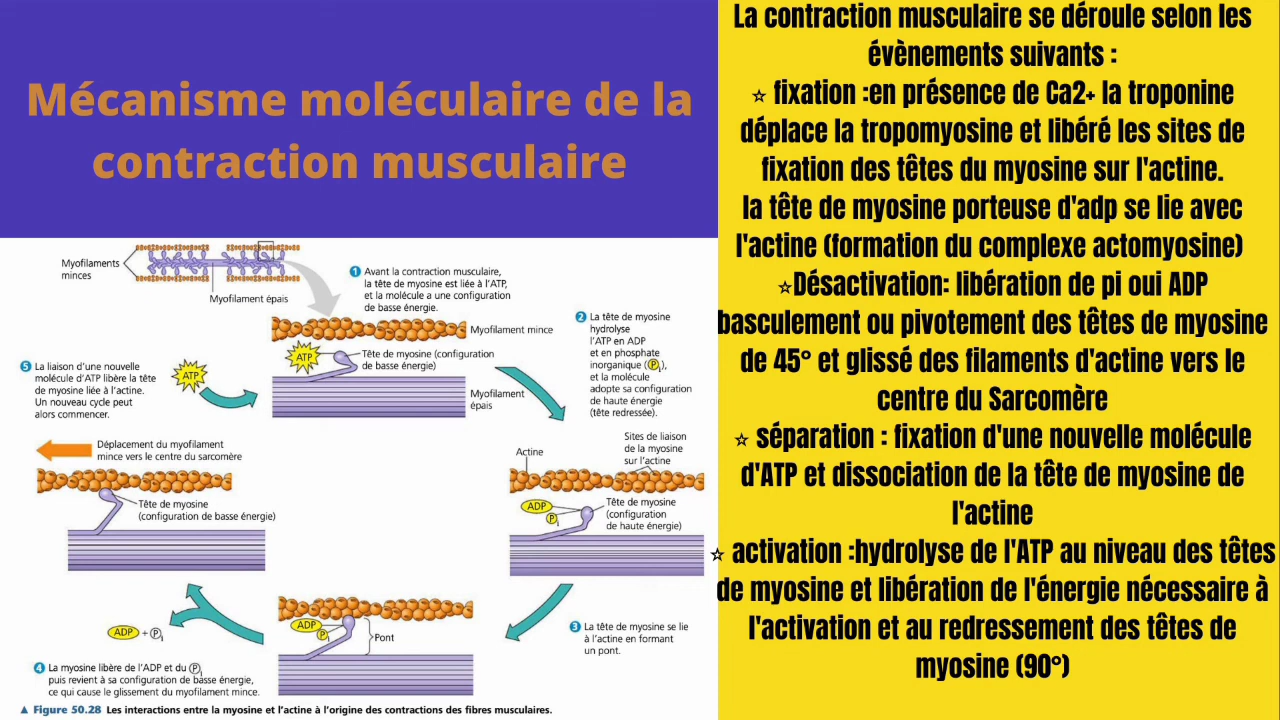 Mécanisme moléculaire de la
contraction musculaire
Myofilaments
minces
Myofilament épais
1 Avant la contraction musculaire,
la tête de myosine est liée à l'ATP,
et la molécule a une configuration
de basse énergie.
Myofilament mince
ATP
Tête de myosine (configuration
de basse énergie)
Myofilament
épais
2 La tête de myosine
hydrolyse
l'ATP en ADP
et en phosphate
inorganique (Pi),
et la molécule
adopte sa configuration
de haute énergie
(tête redressée).
5 La liaison d'une nouvelle
molécule d'ATP libère la tête
de myosine liée à l'actine.
Un nouveau cycle peut
alors commencer.
ATP
Déplacement du myofilament
mince vers le centre du sarcomère
Tête de myosine
(configuration de basse énergie)
Actine
Sites de liaison
de la myosine
sur l'actine
ADP
Pi
Tête de myosine
(configuration
de haute énergie)
ADP + Pi
ADP
Pi
Pont
3 La tête de myosine se lie
à l'actine en formant
un pont.
4 La myosine libère de l'ADP et du Pi,
puis revient à sa configuration de basse énergie,
ce qui cause le glissement du myofilament mince.
▲ Figure 50.28 Les interactions entre la myosine et l'actine à l'origine des contractions des fibres musculaires.
La contraction musculaire se déroule selon les
évènements suivants :
☆ fixation :en présence de Ca2+ la troponine
déplace la tropomyosine et libéré les sites de
fixation des têtes du myosine sur l'actine.
la tête de myosine porteuse d'adp se lie avec
l'actine (formation du complexe actomyosine)
☆Désactivation: libération de pi oui ADP
basculement ou pivotement des têtes de myosine
de 45° et glissé des filaments d'actine vers le
centre du Sarcomère
☆ séparation : fixation d'une nouvelle molécule
d'ATP et dissociation de la tête de myosine de
l'actine
☆ activation :hydrolyse de l'ATP au niveau des têtes
de myosine et libération de l'énergie nécessaire à
l'activation et au redressement des têtes de
myosine (90°)